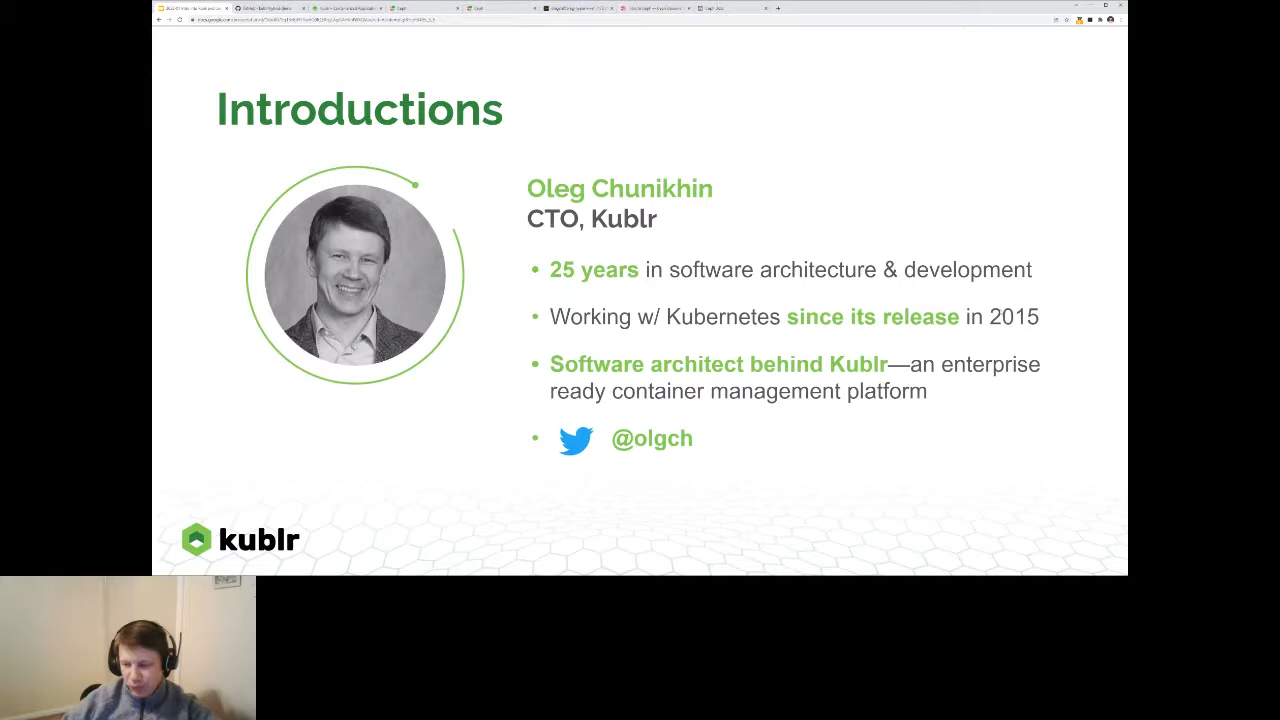 Introductions
Oleg Chunikhin
CTO, Kublr
• 25 years in software architecture & development
• Working w/ Kubernetes since its release in 2015
• Software architect behind Kublr—an enterprise
ready container management platform
• @olgch
kublr